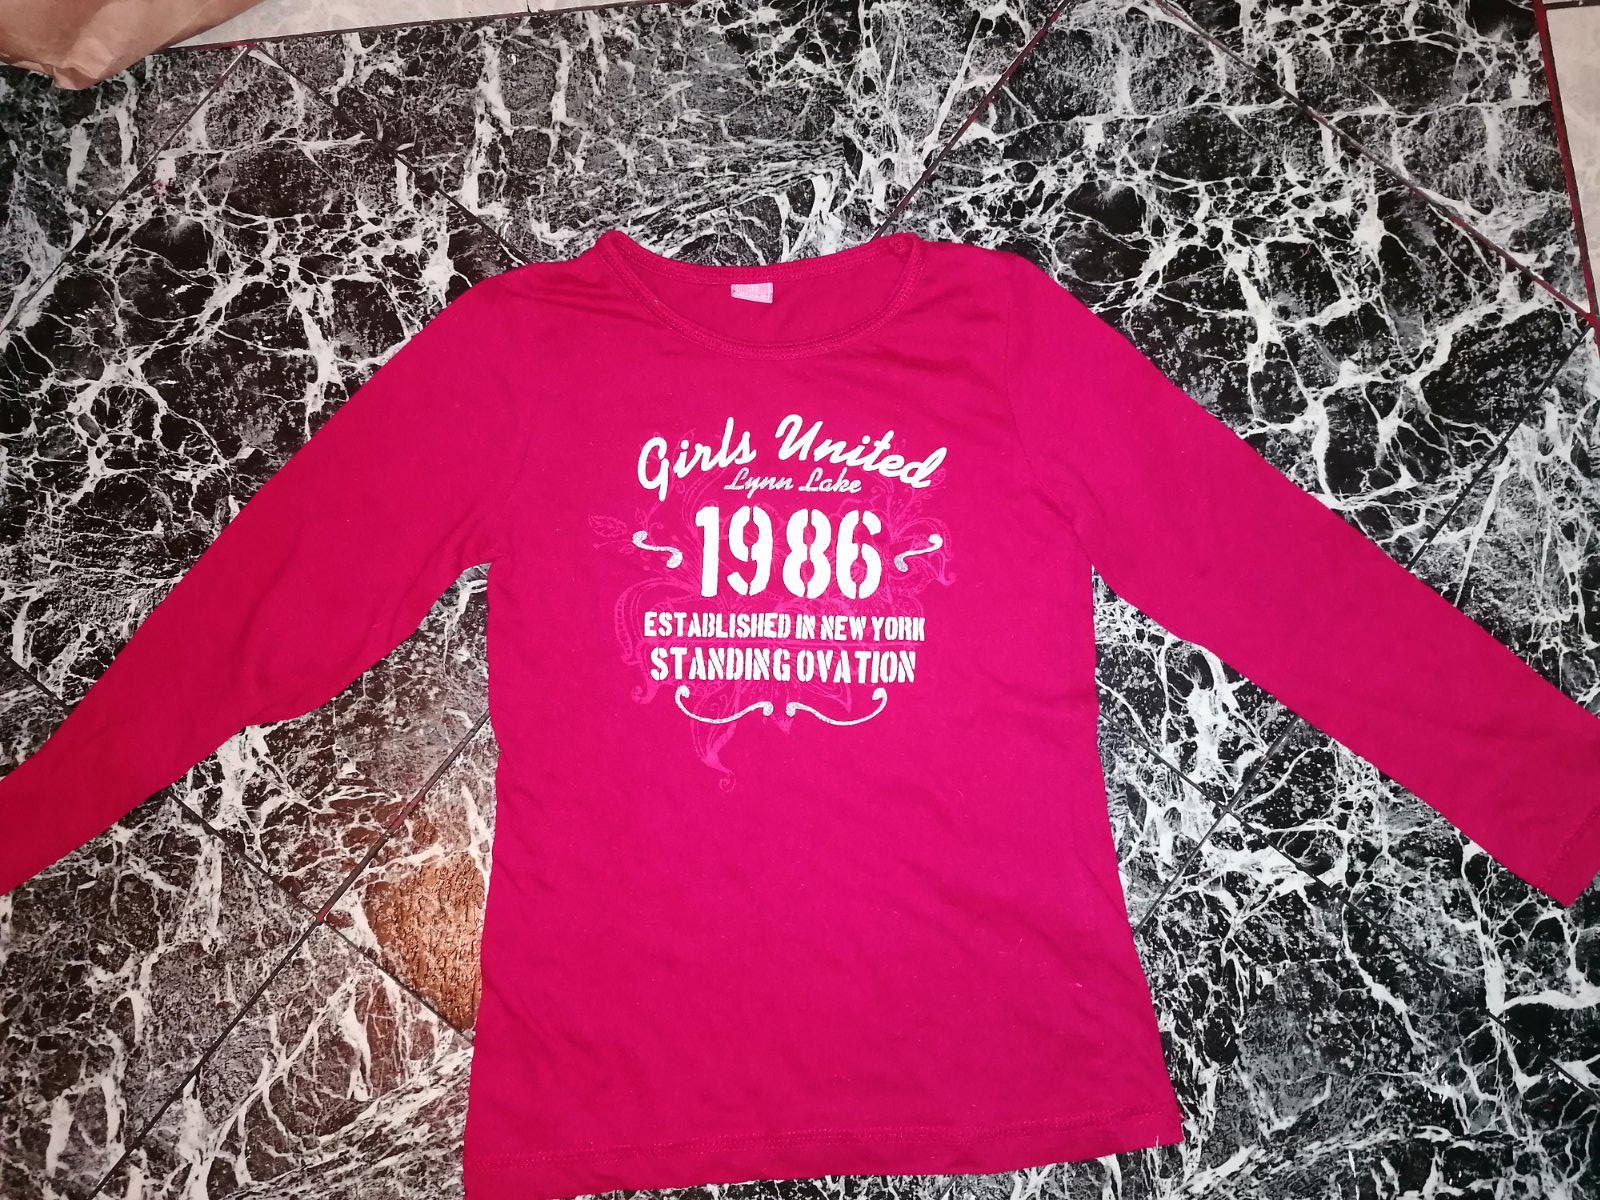 Girls United
Lynn Lake
1986
ESTABLISHED IN NEW YORK
STANDING OVATION